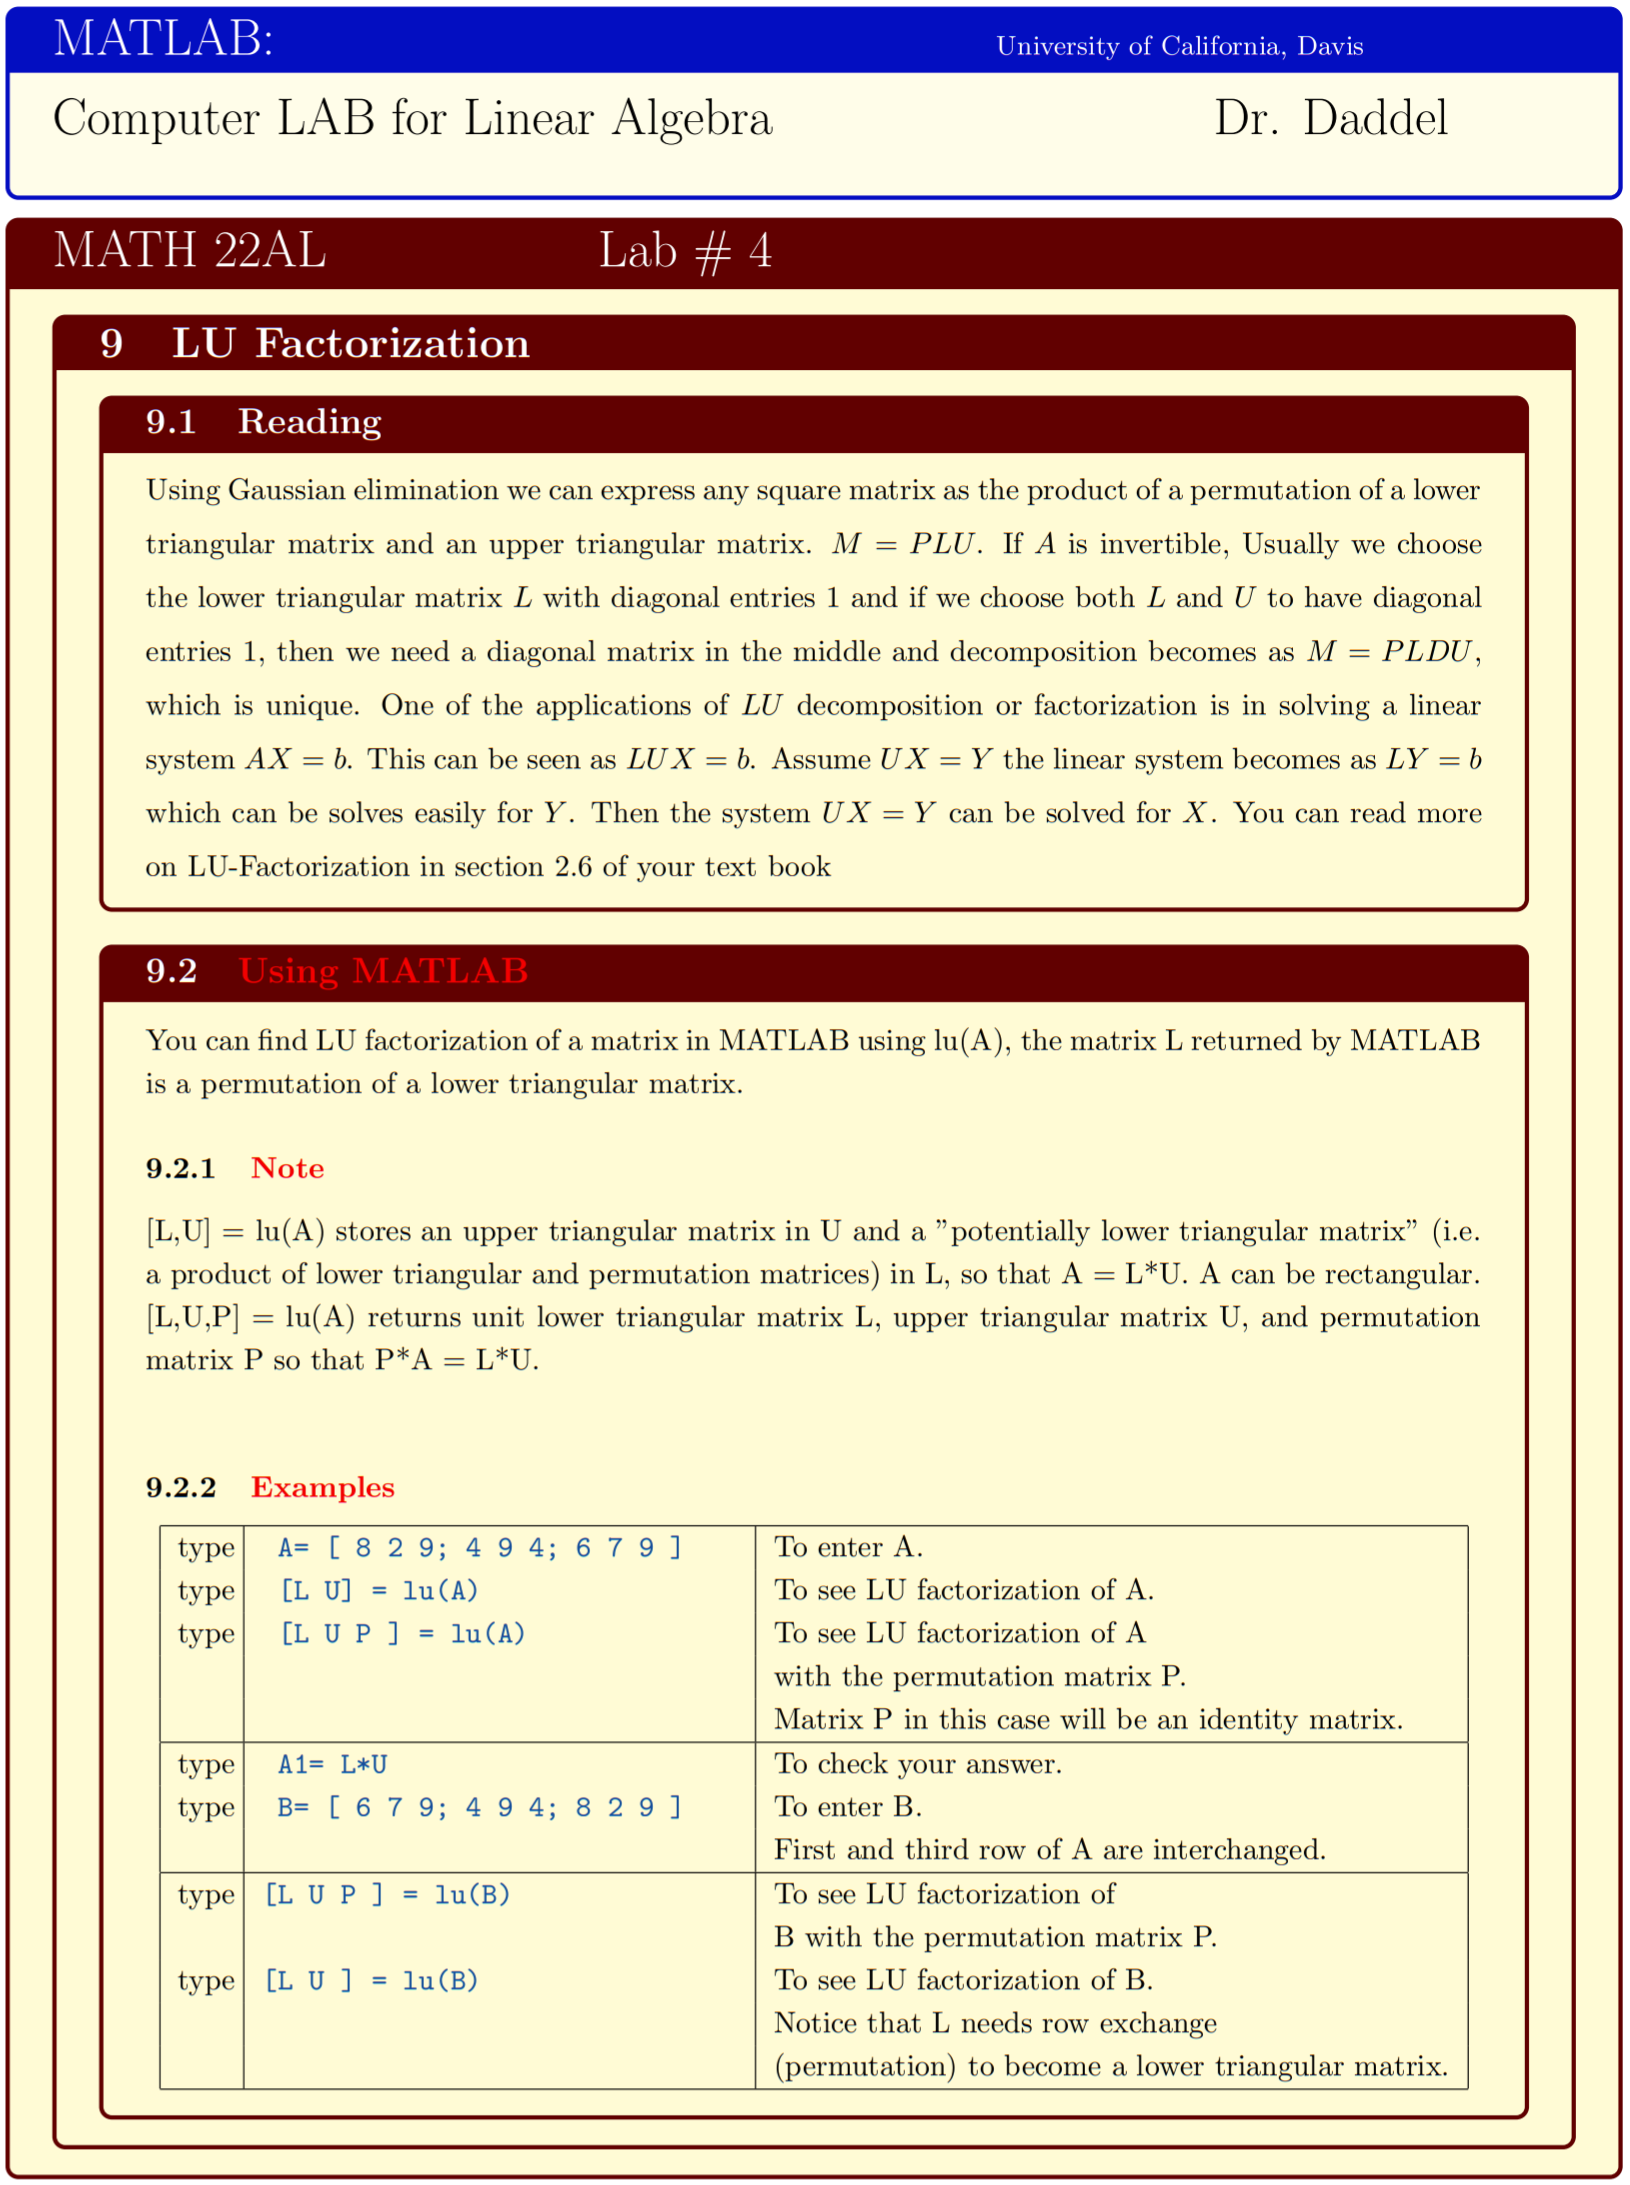 MATLAB: University of California, Davis
Computer LAB for Linear Algebra Dr. Daddel
MATH 22AL Lab # 4
9 LU Factorization
9.1 Reading
Using Gaussian elimination we can express any square matrix as the product of a permutation of a lower
triangular matrix and an upper triangular matrix. M = PLU. If A is invertible, Usually we choose
the lower triangular matrix L with diagonal entries 1 and if we choose both L and U to have diagonal
entries 1, then we need a diagonal matrix in the middle and decomposition becomes as M = PLDU,
which is unique. One of the applications of LU decomposition or factorization is in solving a linear
system AX = b. This can be seen as LUX = b. Assume UX = Y the linear system becomes as LY = b
which can be solves easily for Y. Then the system UX = Y can be solved for X. You can read more
on LU-Factorization in section 2.6 of your text book
9.2 Using MATLAB
You can find LU factorization of a matrix in MATLAB using lu(A), the matrix L returned by MATLAB
is a permutation of a lower triangular matrix.
9.2.1 Note
[L,U] = lu(A) stores an upper triangular matrix in U and a ”potentially lower triangular matrix” (i.e.
a product of lower triangular and permutation matrices) in L, so that A = L*U. A can be rectangular.
[L,U,P] = lu(A) returns unit lower triangular matrix L, upper triangular matrix U, and permutation
matrix P so that P*A = L*U.
9.2.2 Examples
type A= [ 8 2 9; 4 9 4; 6 7 9 ] To enter A.
type [L U] = lu(A) To see LU factorization of A.
type [L U P ] = lu(A) To see LU factorization of A
with the permutation matrix P.
Matrix P in this case will be an identity matrix.
type A1= L*U To check your answer.
type B= [ 6 7 9; 4 9 4; 8 2 9 ] To enter B.
First and third row of A are interchanged.
type [L U P ] = lu(B) To see LU factorization of
B with the permutation matrix P.
type [L U ] = lu(B) To see LU factorization of B.
Notice that L needs row exchange
(permutation) to become a lower triangular matrix.